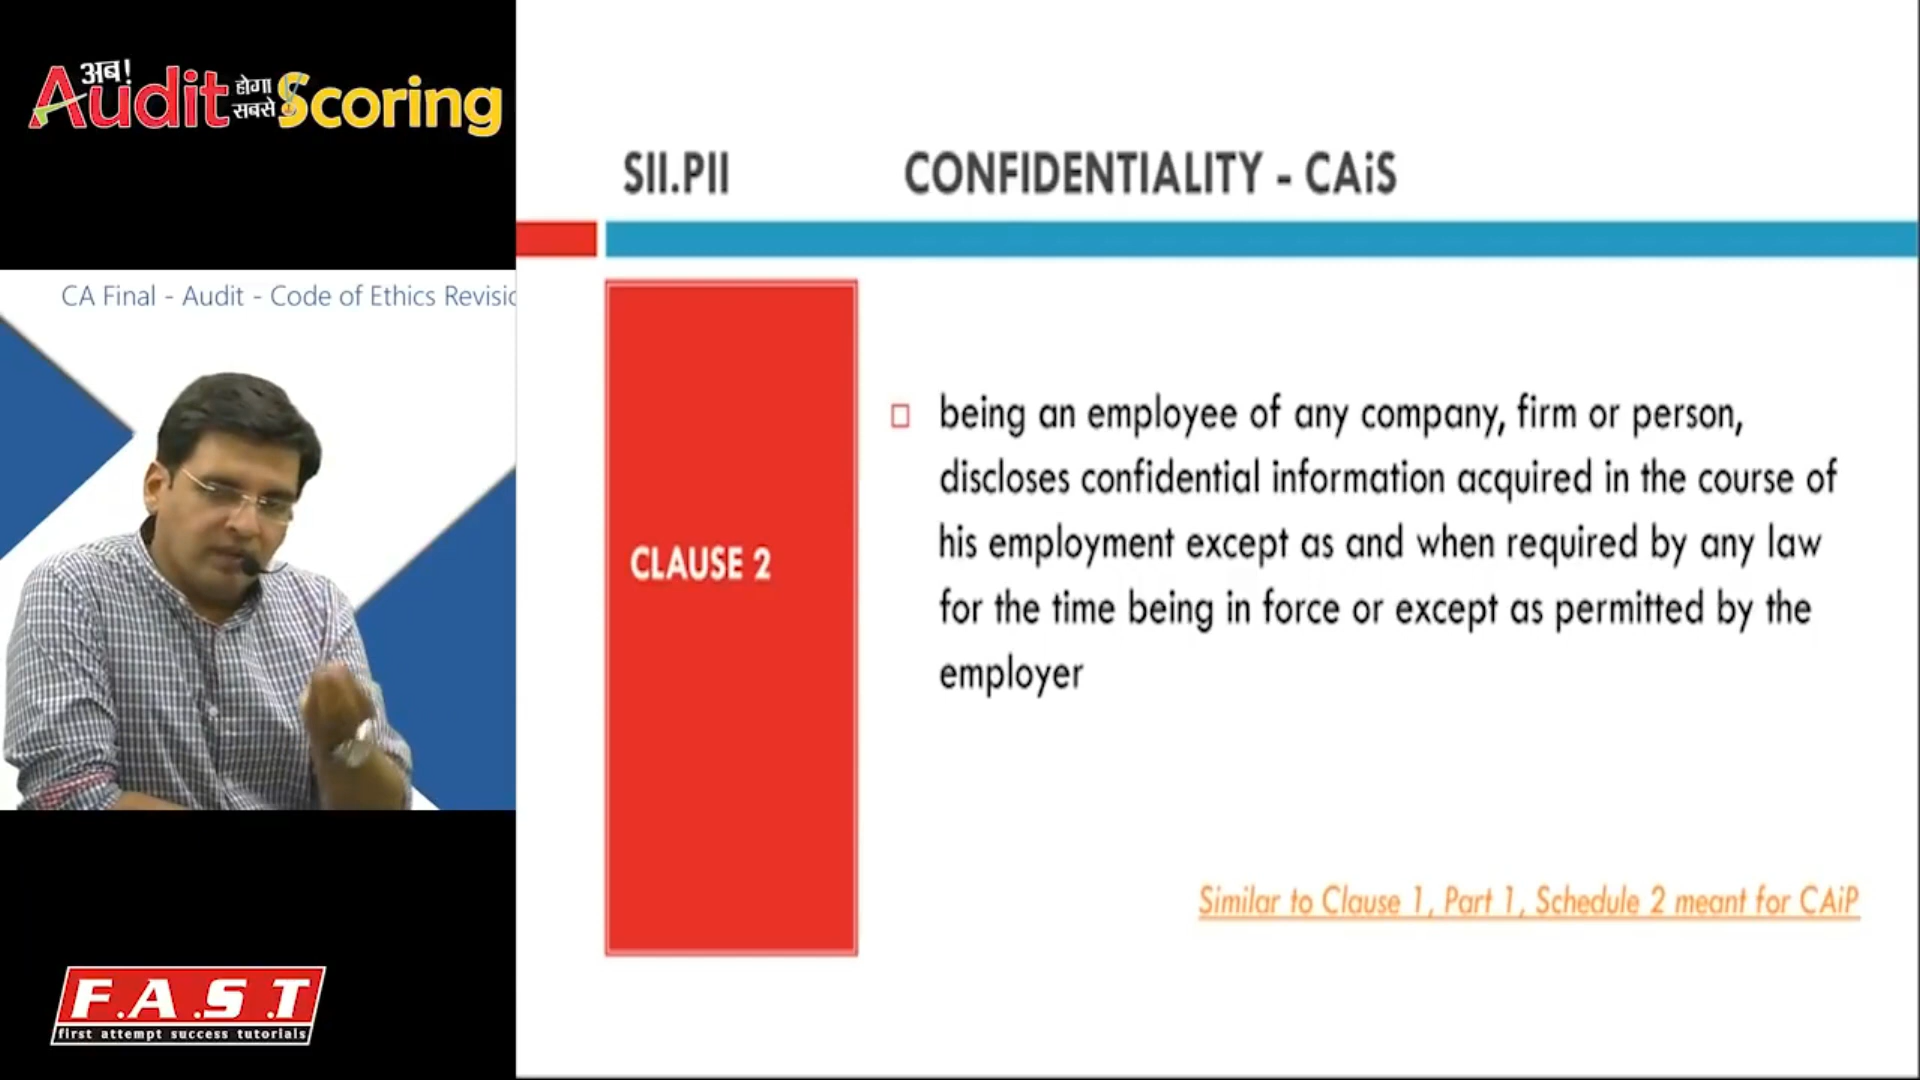 अब!
Audit होगा सबसे Scoring
CA Final - Audit - Code of Ethics Revisio
F.A.S.T
first attempt success tutorials
SII.PII CONFIDENTIALITY - CAiS
CLAUSE 2
being an employee of any company, firm or person,
discloses confidential information acquired in the course of
his employment except as and when required by any law
for the time being in force or except as permitted by the
employer
Similar to Clause 1, Part 1, Schedule 2 meant for CAiP